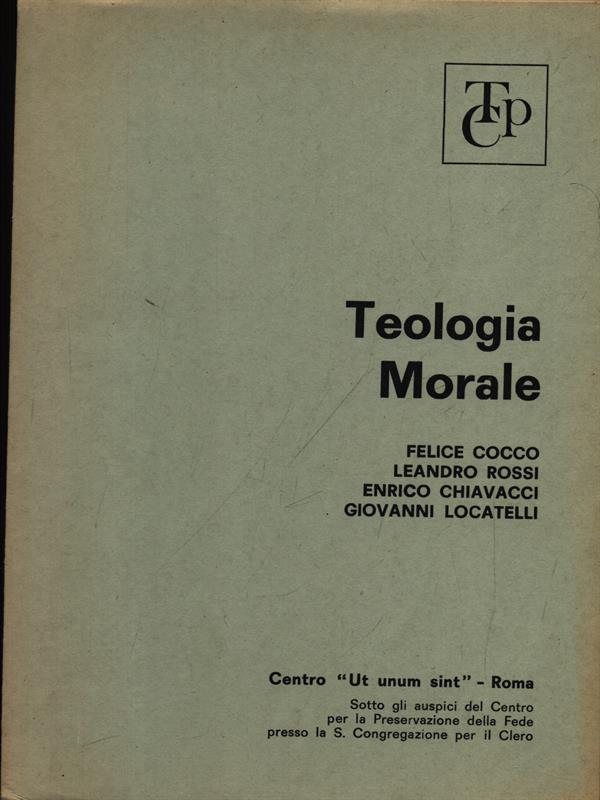 TCp
Teologia
Morale
FELICE COCCO
LEANDRO ROSSI
ENRICO CHIAVACCI
GIOVANNI LOCATELLI
Centro "Ut unum sint" - Roma
Sotto gli auspici del Centro
per la Preservazione della Fede
presso la S. Congregazione per il Clero